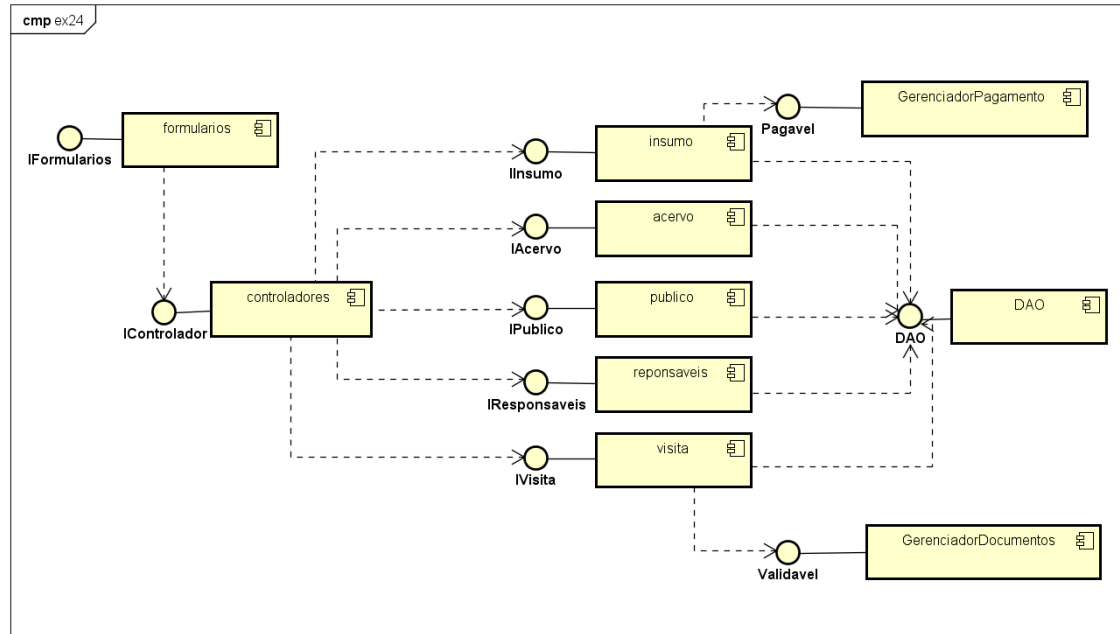 cmp ex24
GerenciadorPagamento
Pagavel
formularios
IFormularios
insumo
IInsumo
acervo
IAcervo
controladores
IControlador
publico
IPublico
DAO
DAO
reponsaveis
IResponsaveis
visita
IVisita
GerenciadorDocumentos
Validavel